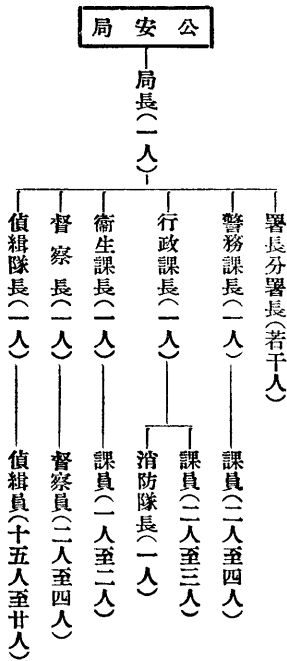 公安局
局長(一人)
署長分署長(若干人)
警務課長(一人)
課員(二人至四人)
行政課長(一人)
課員(二人至三人)
消防隊長(一人)
衞生課長(一人)
課員(一人至二人)
督察長(一人)
督察員(二人至四人)
偵緝隊長(一人)
偵緝員(十五人至廿人)